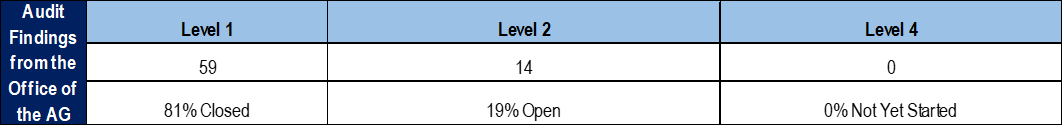 Audit
Findings
from the
Office of
the AG
Level 1
Level 2
Level 4
59
14
0
81% Closed
19% Open
0% Not Yet Started